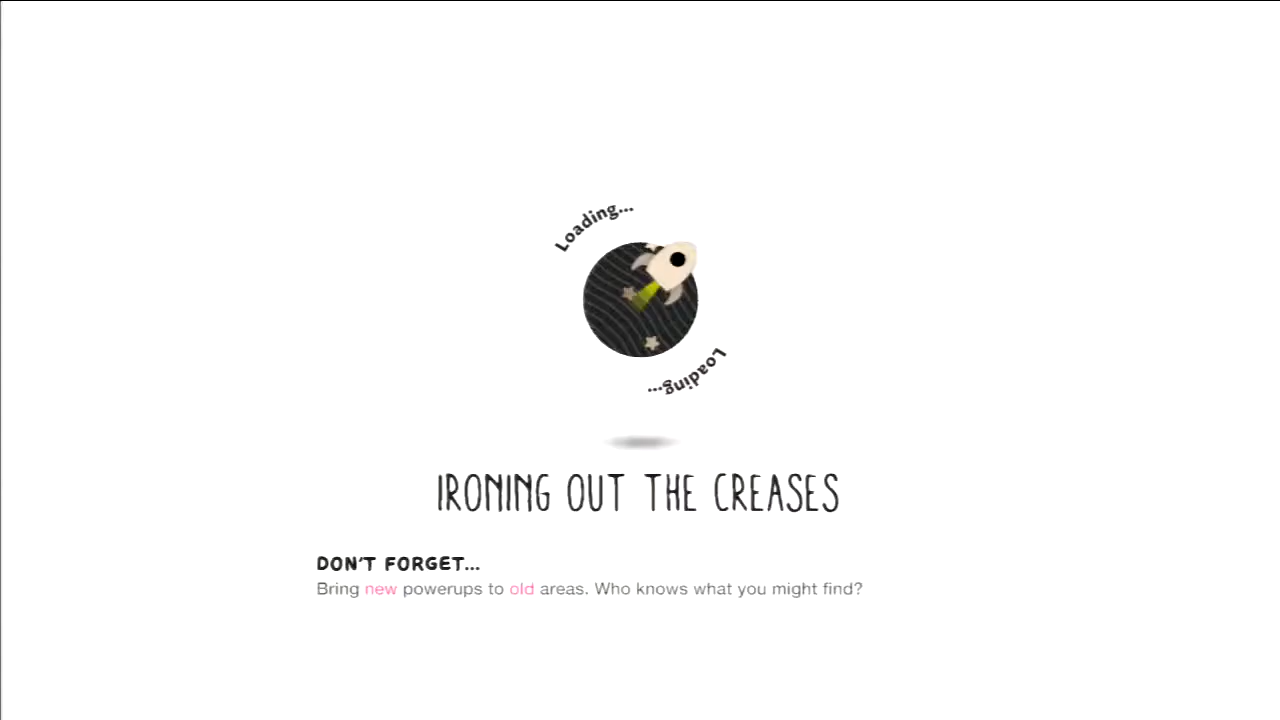 Loading...
Loading...
IRONING OUT THE CREASES
DON'T FORGET...
Bring new powerups to old areas. Who knows what you might find?